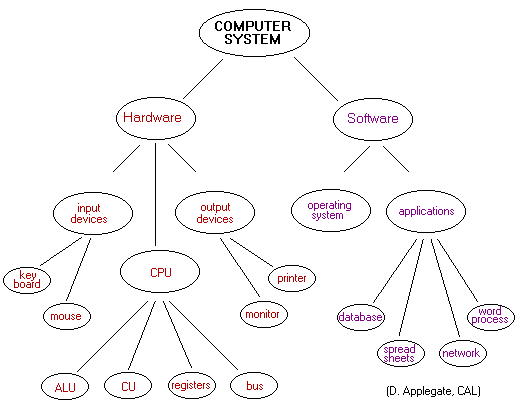 COMPUTER
SYSTEM
Hardware
Software
input
devices
output
devices
operating
system
applications
key
board
mouse
CPU
printer
monitor
database
spread
sheets
network
word
process
ALU
CU
registers
bus
(D. Applegate, CAL)